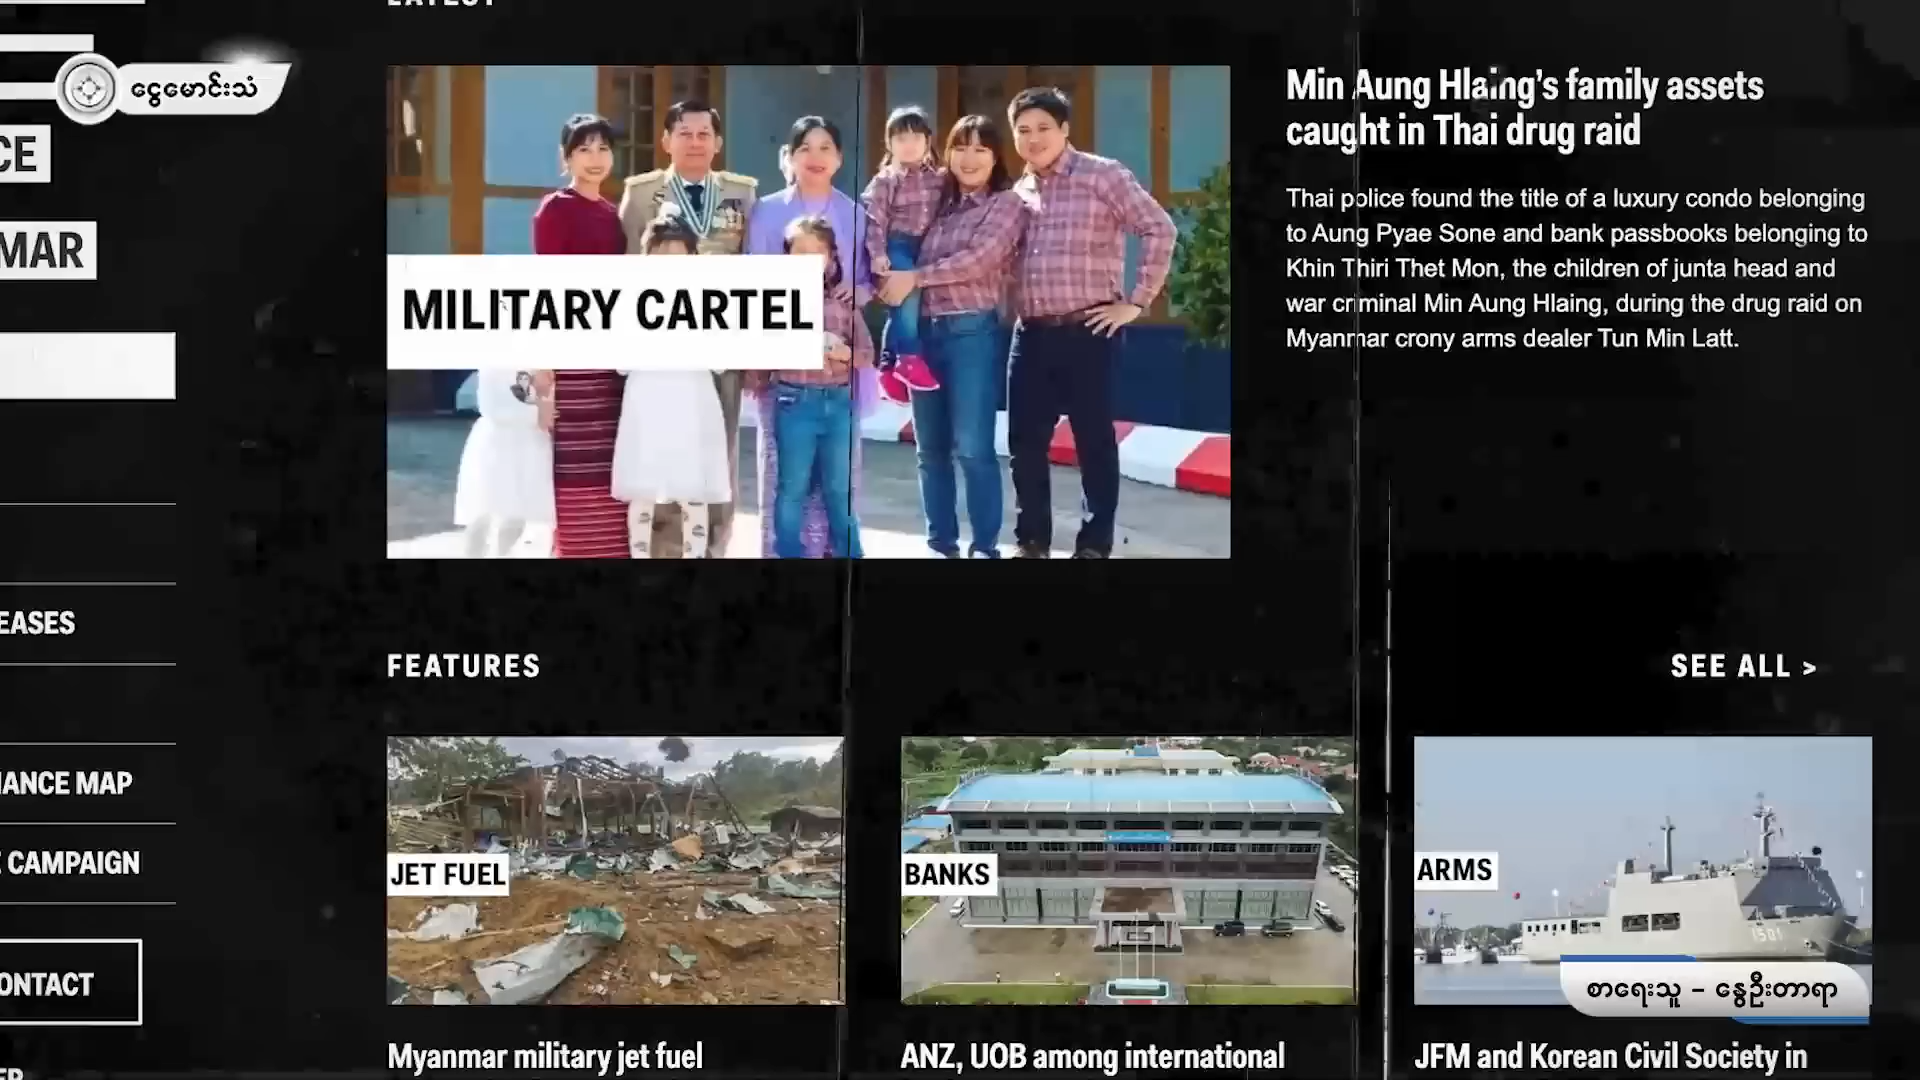 LATEST
ငွေမောင်းသံ
CE
MAR
EASES
IANCE MAP
E CAMPAIGN
ONTACT
MILITARY CARTEL
Min Aung Hlaing's family assets
caught in Thai drug raid
Thai police found the title of a luxury condo belonging
to Aung Pyae Sone and bank passbooks belonging to
Khin Thiri Thet Mon, the children of junta head and
war criminal Min Aung Hlaing, during the drug raid on
Myanmar crony arms dealer Tun Min Latt.
FEATURES
SEE ALL >
JET FUEL
BANKS
ARMS
1501
စာရေးသူ - နွေဦးတာရာ
Myanmar military jet fuel
ANZ, UOB among international
JFM and Korean Civil Society in